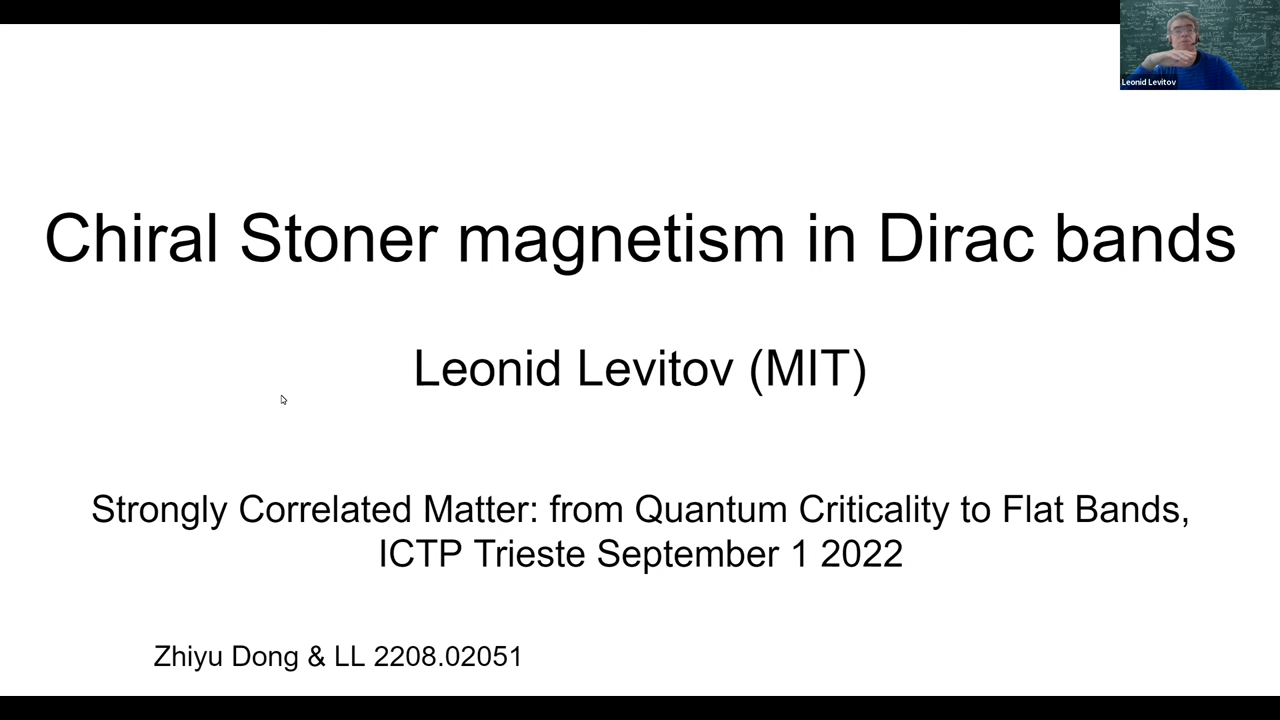 Leonid Levitov
Chiral Stoner magnetism in Dirac bands
Leonid Levitov (MIT)
Strongly Correlated Matter: from Quantum Criticality to Flat Bands,
ICTP Trieste September 1 2022
Zhiyu Dong & LL 2208.02051